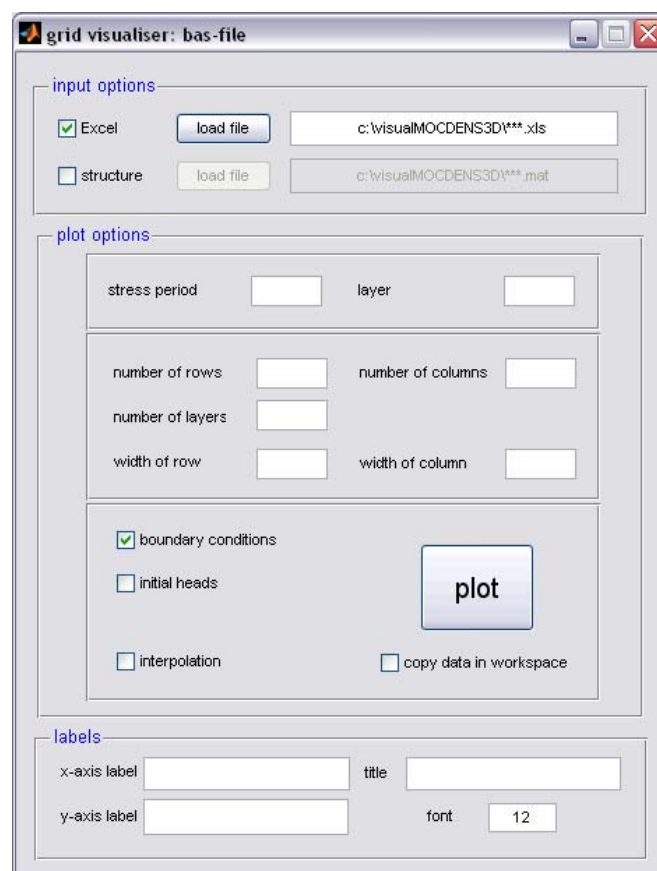 grid visualiser: bas-file
input options
Excel load file c:\visualMOCDENS3D\***.xls
structure load file c:\visualMOCDENS3D\***.mat
plot options
stress period layer
number of rows number of columns
number of layers
width of row width of column
boundary conditions
initial heads
plot
interpolation copy data in workspace
labels
x-axis label title
y-axis label font 12